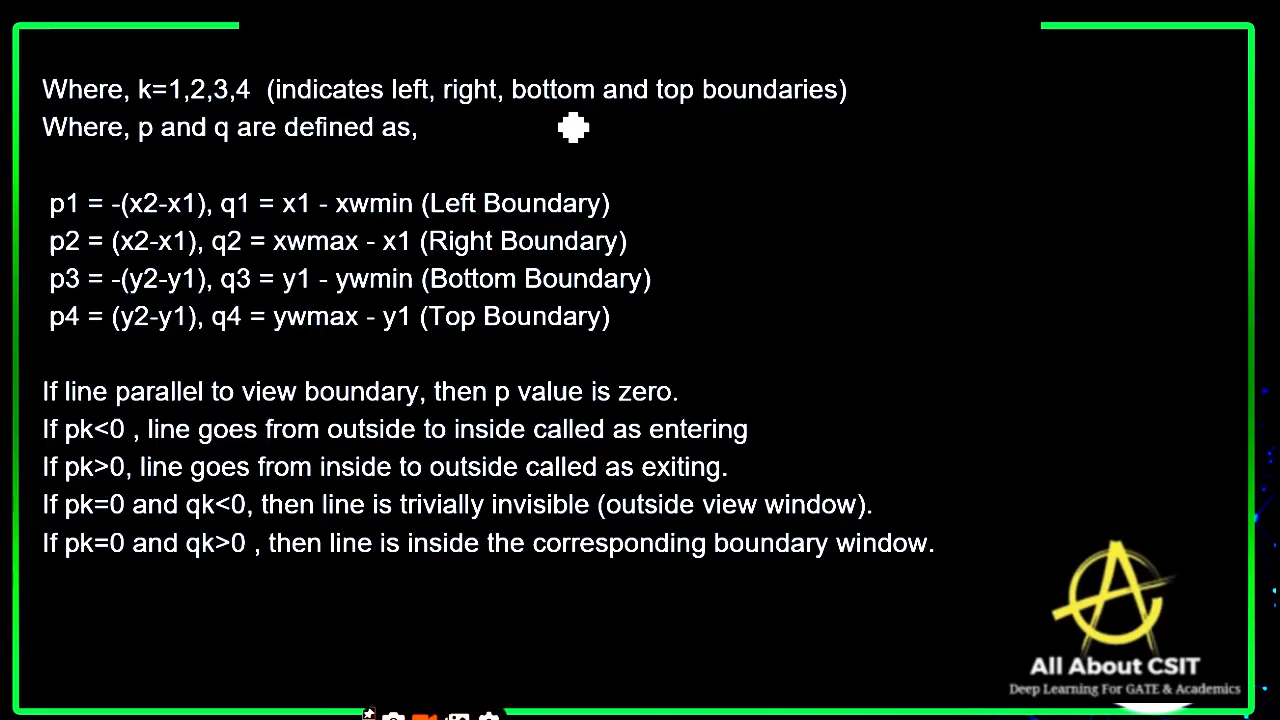 Where, k=1,2,3,4 (indicates left, right, bottom and top boundaries)
Where, p and q are defined as,
p1 = -(x2-x1), q1 = x1 - xwmin (Left Boundary)
p2 = (x2-x1), q2 = xwmax - x1 (Right Boundary)
p3 = -(y2-y1), q3 = y1 - ywmin (Bottom Boundary)
p4 = (y2-y1), q4 = ywmax - y1 (Top Boundary)
If line parallel to view boundary, then p value is zero.
If pk<0 , line goes from outside to inside called as entering
If pk>0, line goes from inside to outside called as exiting.
If pk=0 and qk<0, then line is trivially invisible (outside view window).
If pk=0 and qk>0 , then line is inside the corresponding boundary window.
All About CSIT
Deep Learning For GATE & Academics